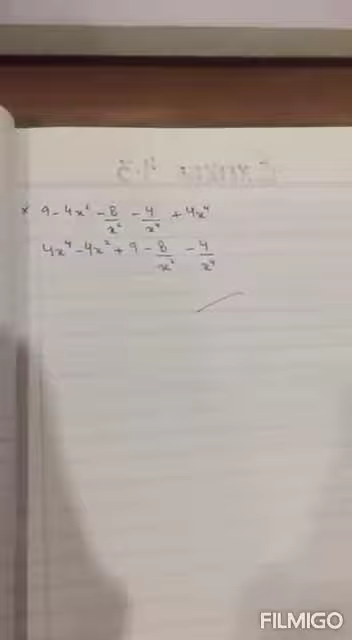 × 9 - 4x² - 8/x² - 4/x⁴ + 4x⁴
4x⁴ - 4x² + 9 - 8/x² - 4/x⁴
FILMIGO